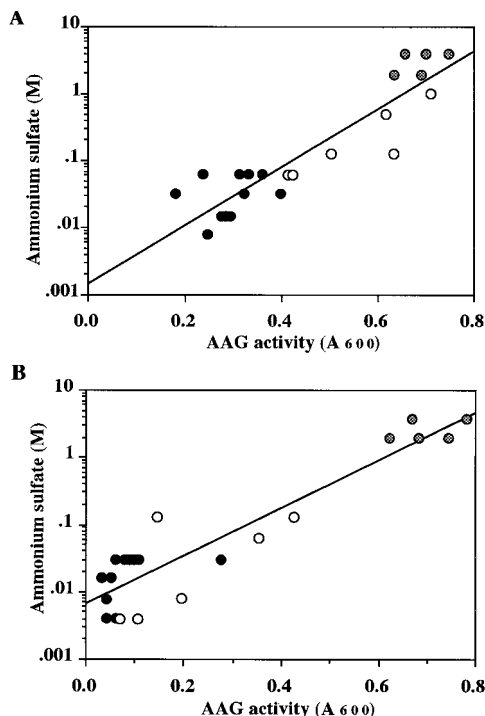 A
10
1
.1
.01
.001
Ammonium sulfate (M)
0.0 0.2 0.4 0.6 0.8
AAG activity (A 600)
B
10
1
.1
.01
.001
Ammonium sulfate (M)
0.0 0.2 0.4 0.6 0.8
AAG activity (A 600)